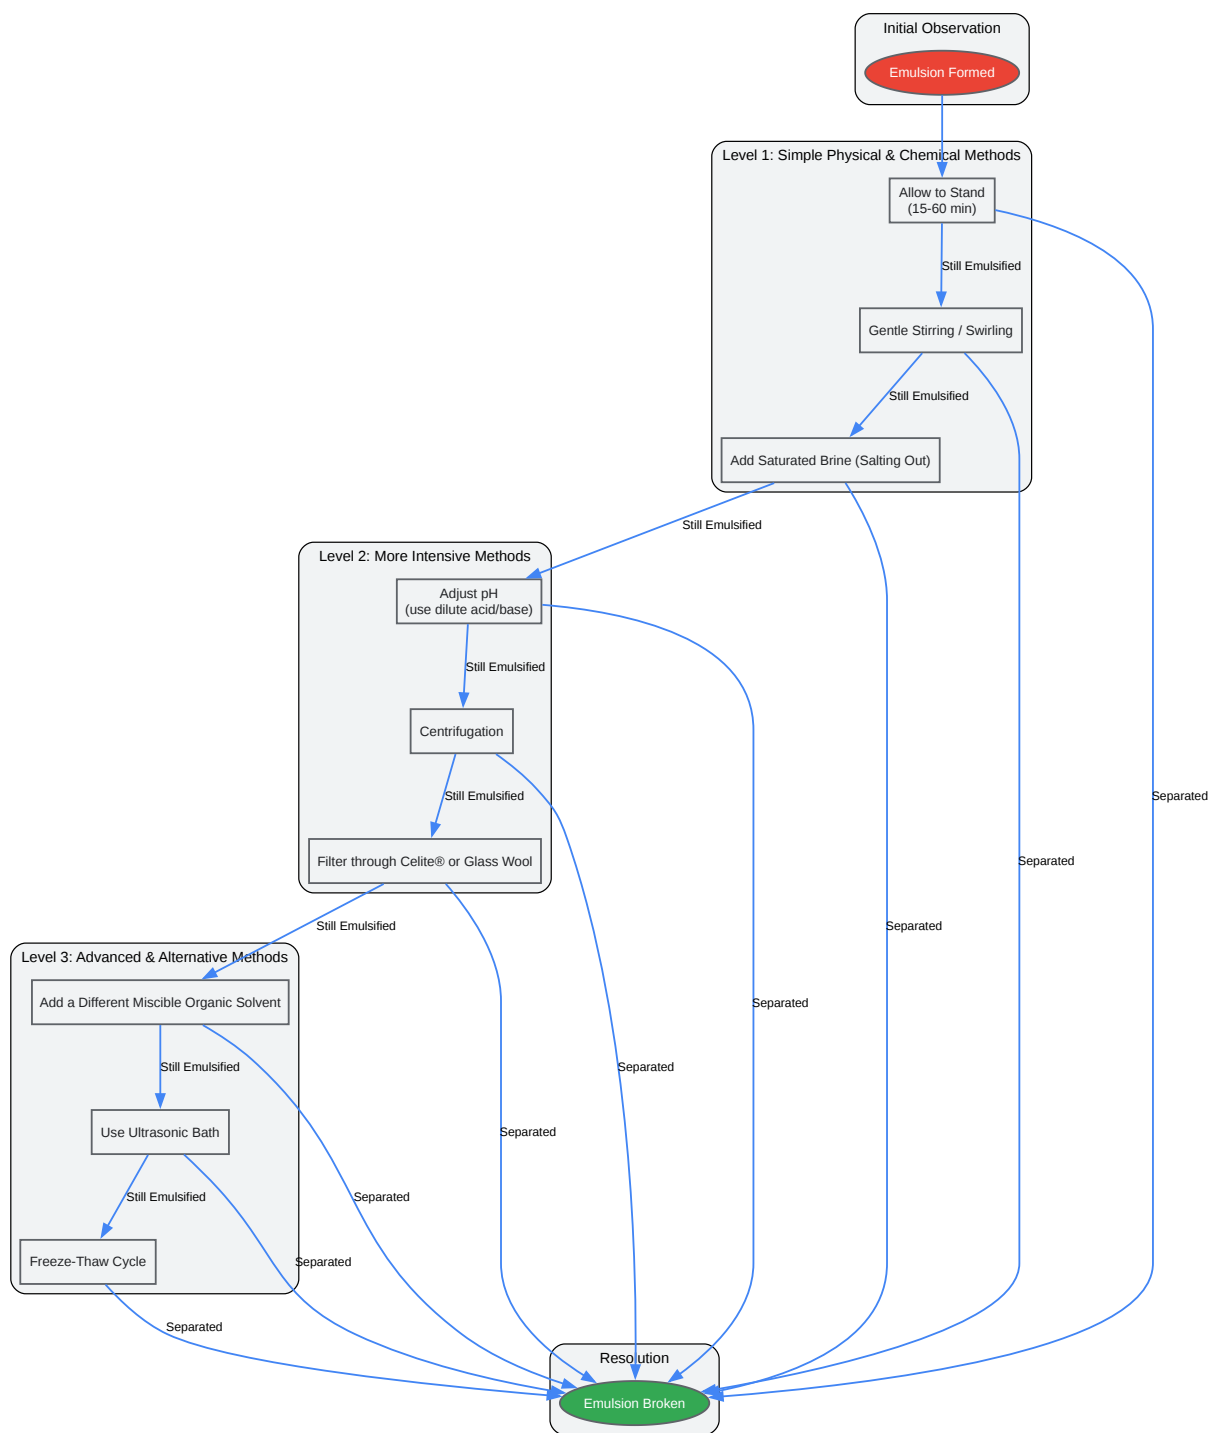 Initial Observation
Emulsion Formed
Level 1: Simple Physical & Chemical Methods
Allow to Stand
(15-60 min)
Still Emulsified
Gentle Stirring / Swirling
Still Emulsified
Add Saturated Brine (Salting Out)
Still Emulsified
Level 2: More Intensive Methods
Adjust pH
(use dilute acid/base)
Still Emulsified
Centrifugation
Still Emulsified
Separated
Filter through Celite® or Glass Wool
Separated
Still Emulsified
Separated
Level 3: Advanced & Alternative Methods
Add a Different Miscible Organic Solvent
Separated
Still Emulsified
Separated
Use Ultrasonic Bath
Separated
Still Emulsified
Separated
Freeze-Thaw Cycle
Separated
Separated
Resolution
Emulsion Broken